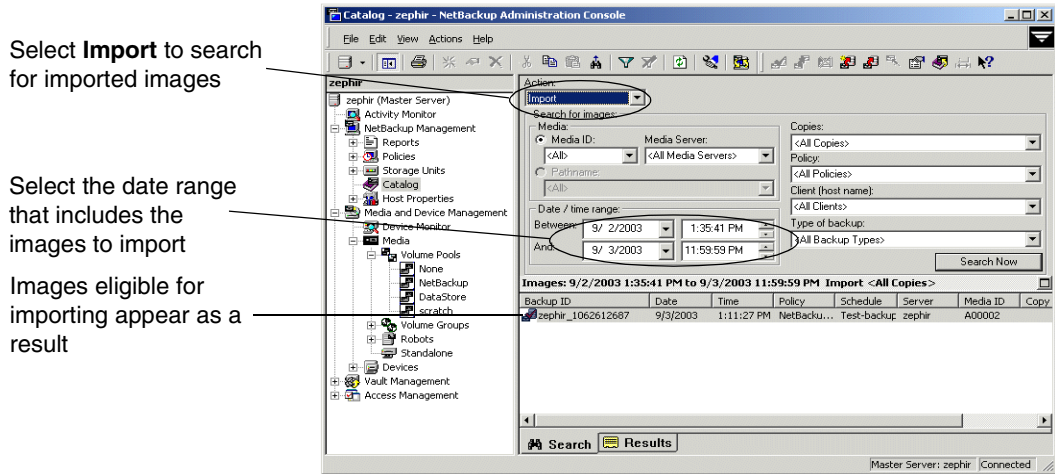 Catalog - zephir - NetBackup Administration Console
File Edit View Actions Help
Select Import to search
for imported images
Select the date range
that includes the
images to import
Images eligible for
importing appear as a
result
zephir
zephir (Master Server)
Activity Monitor
NetBackup Management
Reports
Policies
Storage Units
Catalog
Host Properties
Media and Device Management
Device Monitor
Media
Volume Pools
None
NetBackup
DataStore
scratch
Volume Groups
Robots
Standalone
Devices
Vault Management
Access Management
Action:
Import
Search for images:
Media:
Media ID: Media Server:
<All> <All Media Servers>
Pathname:
<All>
Date / time range:
Between: 9/ 2/2003 1:35:41 PM
And: 9/ 3/2003 11:59:59 PM
Copies:
<All Copies>
Policy:
<All Policies>
Client (host name):
<All Clients>
Type of backup:
<All Backup Types>
Search Now
Images: 9/2/2003 1:35:41 PM to 9/3/2003 11:59:59 PM Import <All Copies>
Backup ID Date Time Policy Schedule Server Media ID Copy
zephir_1062612687 9/3/2003 1:11:27 PM NetBacku... Test-backup zephir A00002
Search Results
Master Server: zephir Connected